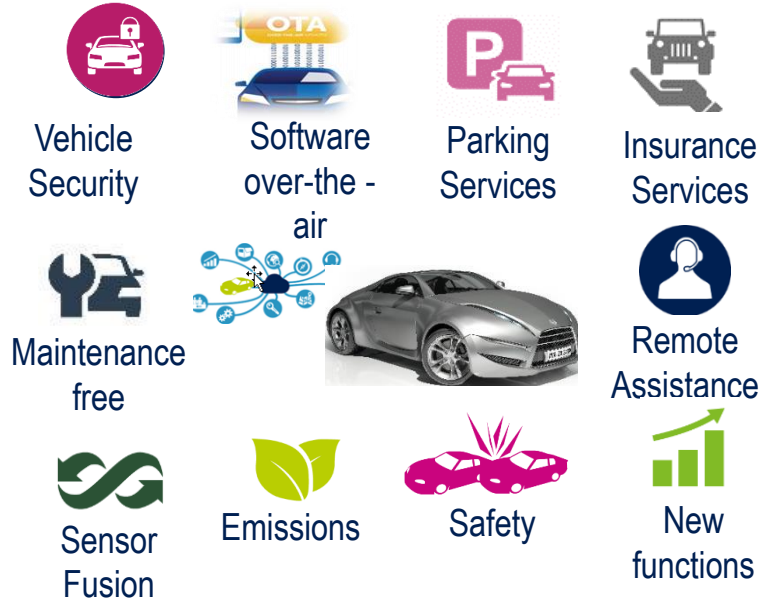 OTA
P
Vehicle
Security
Software
over-the -
air
Parking
Services
Insurance
Services
Maintenance
free
Remote
Assistance
Sensor
Fusion
Emissions
Safety
New
functions